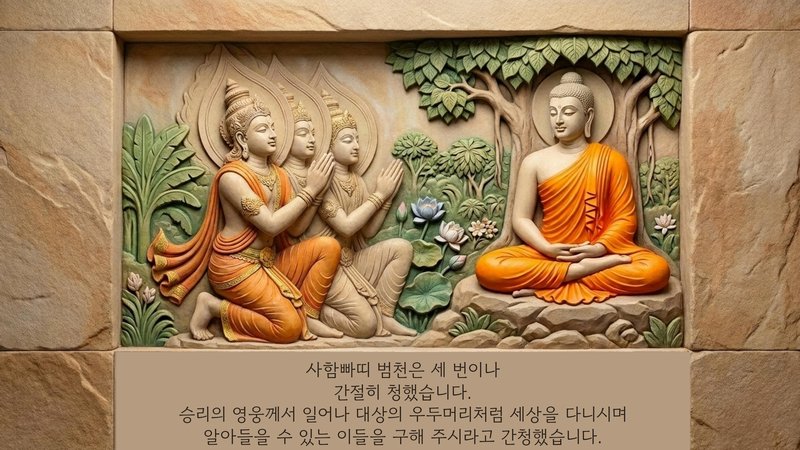 사함빠띠 범천은 세 번이나
간절히 청했습니다.
승리의 영웅께서 일어나 대상의 우두머리처럼 세상을 다니시며
알아들을 수 있는 이들을 구해 주시라고 간청했습니다.